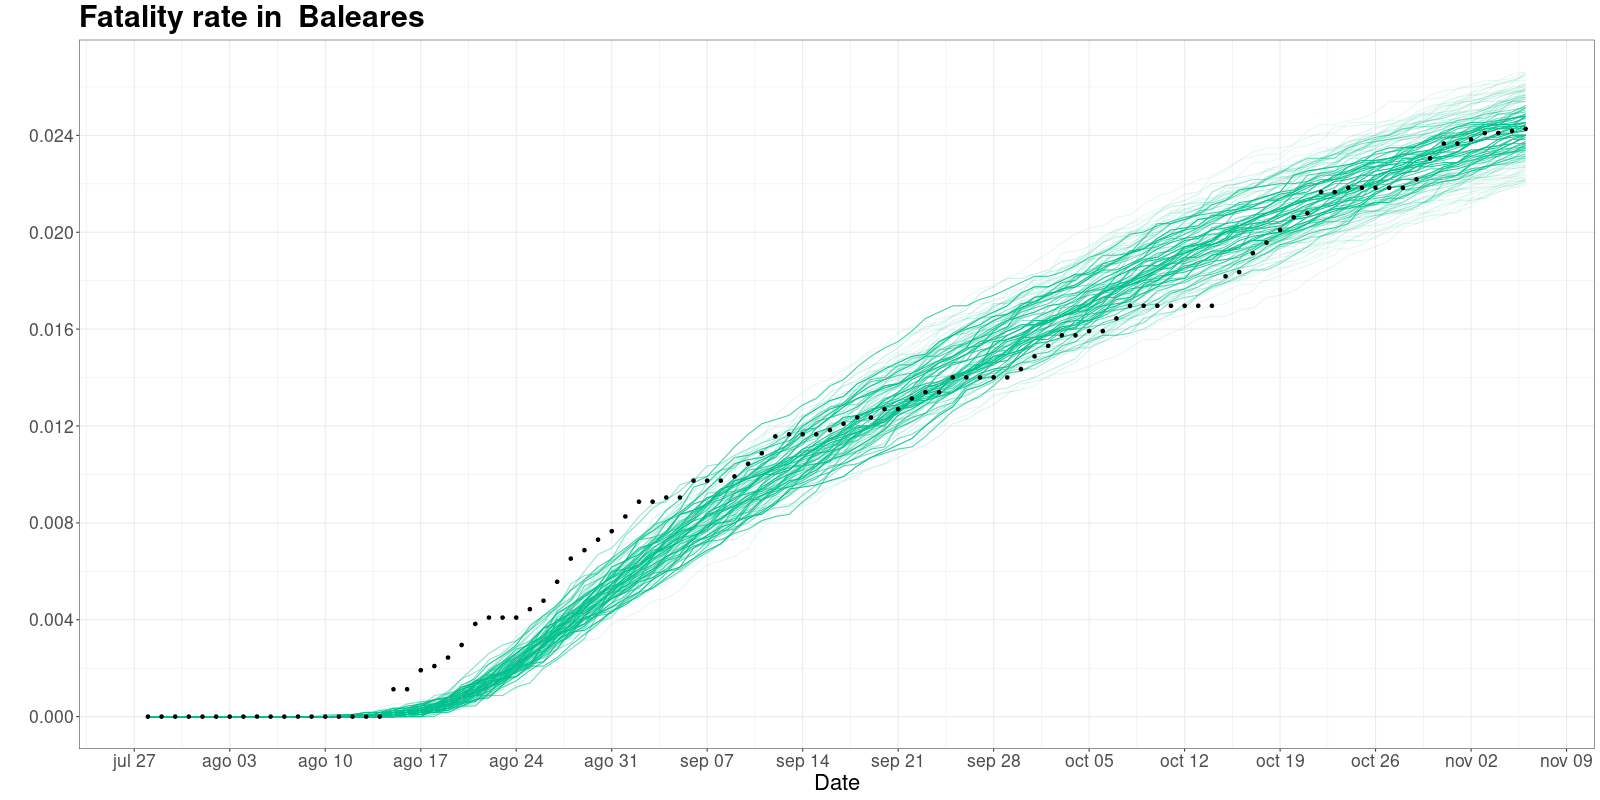 Fatality rate in  Baleares
0.024
0.020
0.016
0.012
0.008
0.004
0.000
jul 27 ago 03 ago 10 ago 17 ago 24 ago 31 sep 07 sep 14 sep 21 sep 28 oct 05 oct 12 oct 19 oct 26 nov 02 nov 09
Date